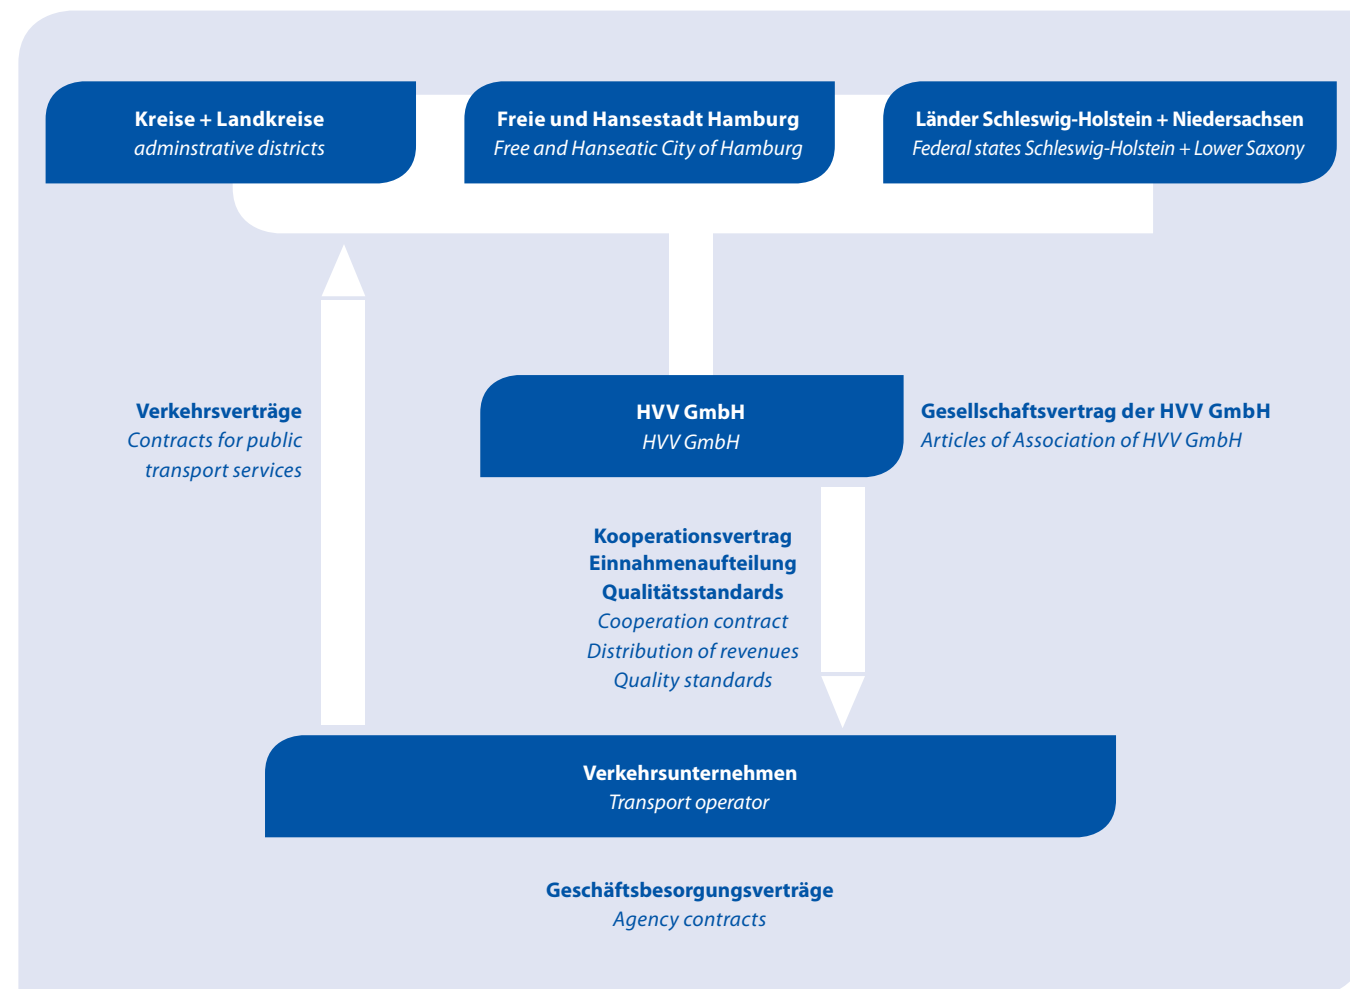 Kreise + Landkreise
adminstrative districts
Freie und Hansestadt Hamburg
Free and Hanseatic City of Hamburg
Länder Schleswig-Holstein + Niedersachsen
Federal states Schleswig-Holstein + Lower Saxony
Verkehrsverträge
Contracts for public
transport services
HVV GmbH
HVV GmbH
Gesellschaftsvertrag der HVV GmbH
Articles of Association of HVV GmbH
Kooperationsvertrag
Einnahmenaufteilung
Qualitätsstandards
Cooperation contract
Distribution of revenues
Quality standards
Verkehrsunternehmen
Transport operator
Geschäftsbesorgungsverträge
Agency contracts